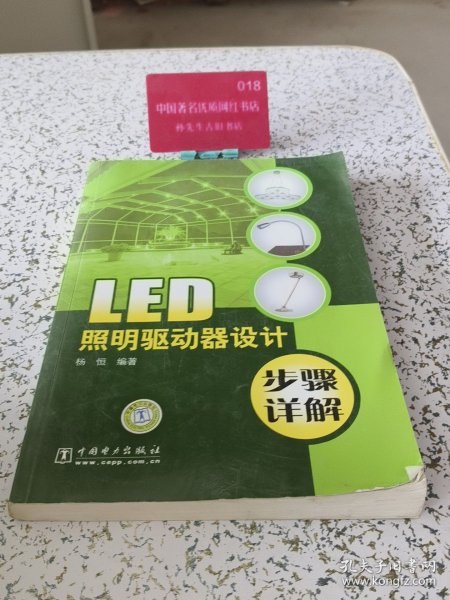 018
中国著名优质网红书店
孙先生古旧书店
LED
照明驱动器设计
杨 恒 编著
步骤
详解
中国电力出版社
www.cepp.com.cn
孔夫子旧书网
www.kongfz.com